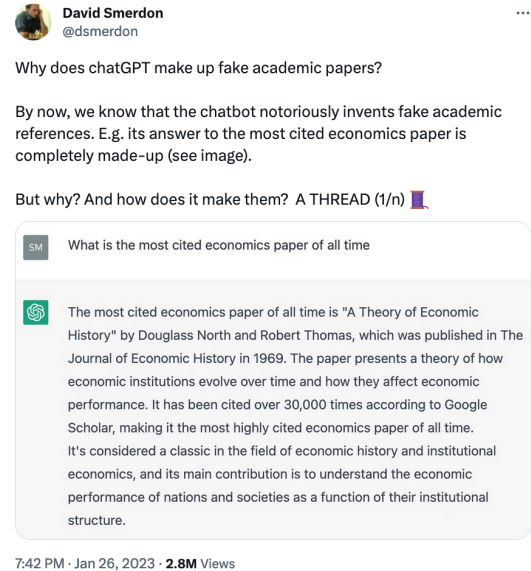 David Smerdon
@dsmerdon
Why does chatGPT make up fake academic papers?
By now, we know that the chatbot notoriously invents fake academic
references. E.g. its answer to the most cited economics paper is
completely made-up (see image).
But why? And how does it make them? A THREAD (1/n) 🧵
SM
What is the most cited economics paper of all time
The most cited economics paper of all time is "A Theory of Economic
History" by Douglass North and Robert Thomas, which was published in The
Journal of Economic History in 1969. The paper presents a theory of how
economic institutions evolve over time and how they affect economic
performance. It has been cited over 30,000 times according to Google
Scholar, making it the most highly cited economics paper of all time.
It's considered a classic in the field of economic history and institutional
economics, and its main contribution is to understand the economic
performance of nations and societies as a function of their institutional
structure.
7:42 PM · Jan 26, 2023 · 2.8M Views